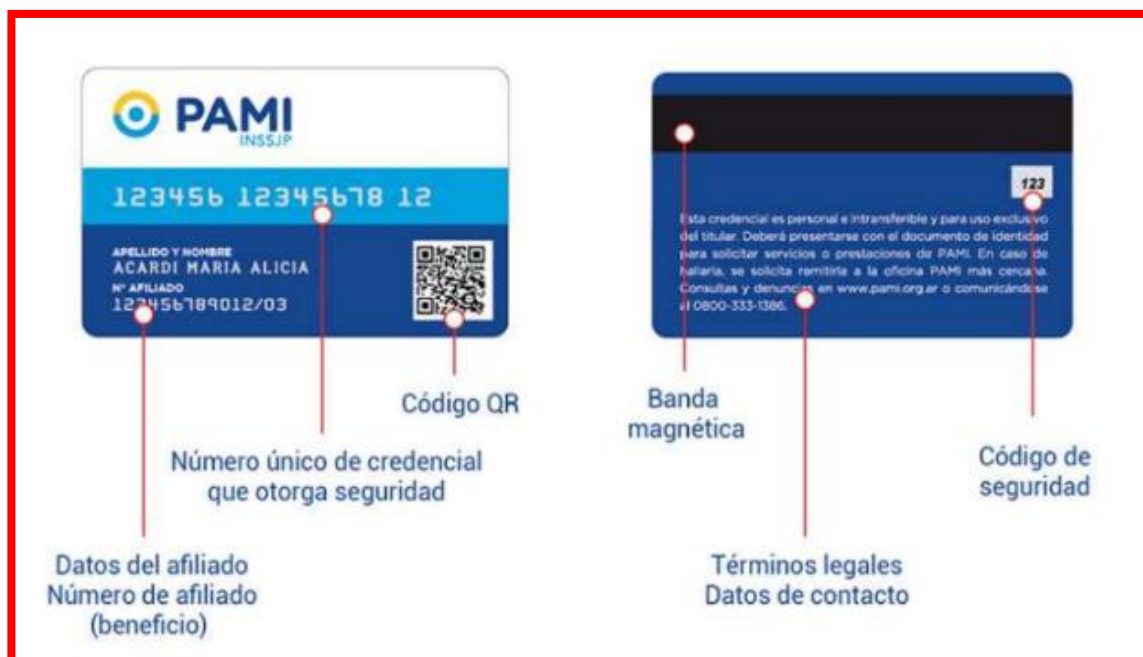 PAMI
INSSJP
123456 12345678 12
APELLIDO Y NOMBRE
ACARDI MARIA ALICIA
Nº AFILIADO
123456789012/03
Código QR
Número único de credencial
que otorga seguridad
Datos del afiliado
Número de afiliado
(beneficio)
123
Esta credencial es personal e intransferible y para uso exclusivo
del titular. Deberá presentarse con el documento de identidad
para solicitar servicios o prestaciones de PAMI. En caso de
hallarla, se solicita remitirla a la oficina PAMI más cercana.
Consultas y denuncias en www.pami.org.ar o comunicándose
al 0800-333-1386.
Banda
magnética
Código de
seguridad
Términos legales
Datos de contacto